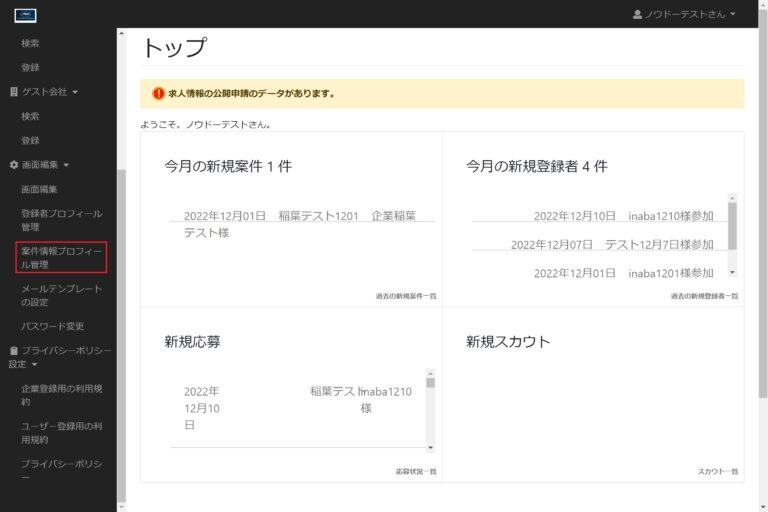 ノウドーテストさん
検索
登録
ゲスト会社
検索
登録
画面編集
画面編集
登録者プロフィール
管理
案件情報プロフィー
ル管理
メールテンプレート
の設定
パスワード変更
プライバシーポリシー
設定
企業登録用の利用規
約
ユーザー登録用の利
用規約
プライバシーポリシ
ー
トップ
求人情報の公開申請のデータがあります。
ようこそ。ノウドーテストさん。
今月の新規案件 1 件
2022年12月01日 稲葉テスト1201 企業稲葉
テスト様
過去の新規案件一覧
今月の新規登録者 4 件
2022年12月10日 inaba1210様参加
2022年12月07日 テスト12月7日様参加
2022年12月01日 inaba1201様参加
過去の新規登録者一覧
新規応募
2022年 稲葉テスト inaba1210
12月10 様
日
応募状況一覧
新規スカウト
スカウト一覧